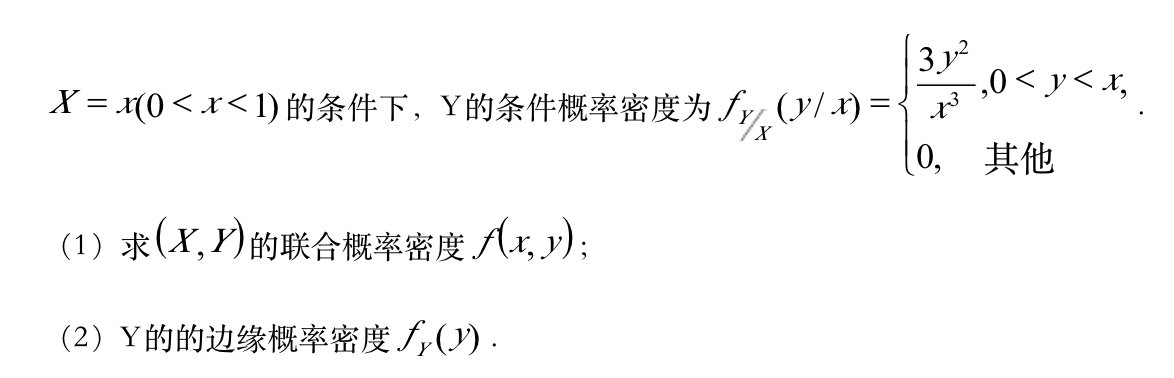 X = x(0 < x < 1) 的条件下，Y的条件概率密度为 f_{Y/X}(y/x) = { 3y²/x³ ,0 < y < x, 0, 其他 .
（1）求(X, Y)的联合概率密度 f(x, y)；
（2）Y的的边缘概率密度 f_Y(y) .